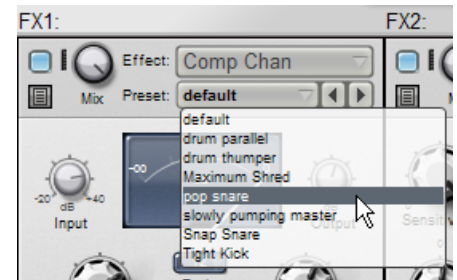 FX1:
FX2:
Effect: Comp Chan
Mix Preset: default
default
drum parallel
drum thumper
Maximum Shred
pop snare
slowly pumping master
Snap Snare
Tight Kick
-∞
-20 dB +40
Input
Output